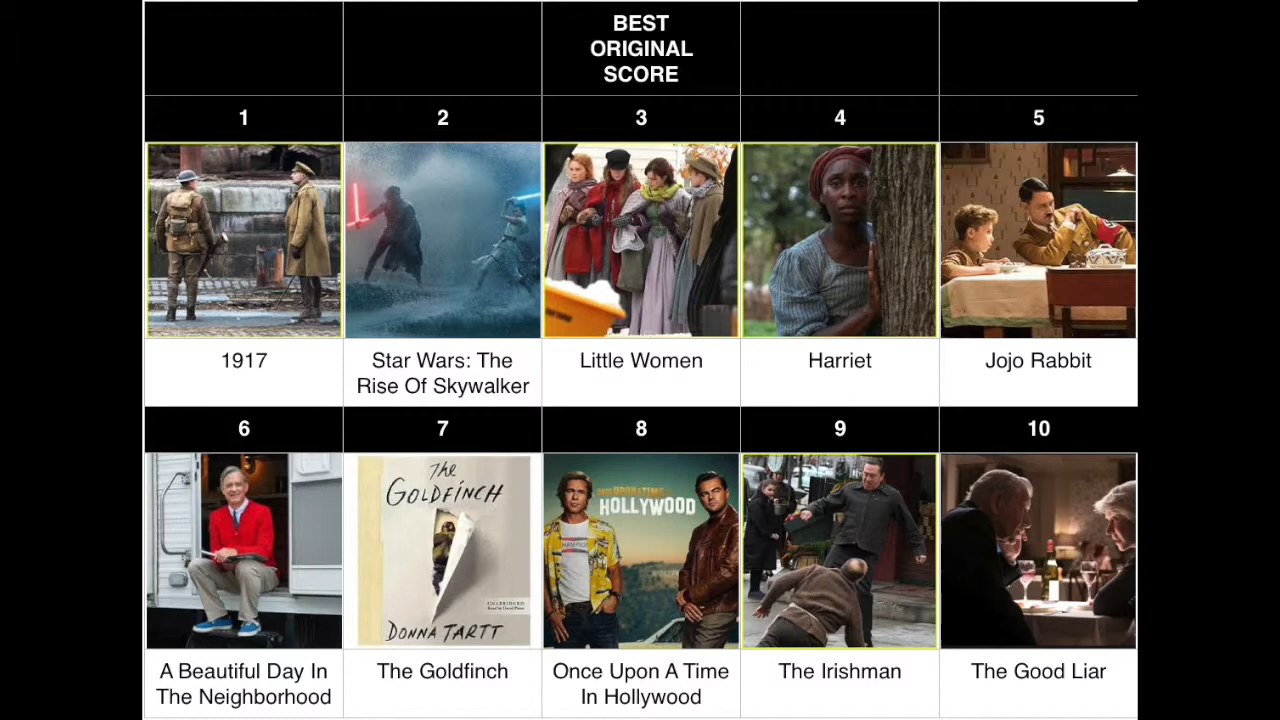 BEST
ORIGINAL
SCORE
1
2
3
4
5
1917
Star Wars: The
Rise Of Skywalker
Little Women
Harriet
Jojo Rabbit
6
7
8
9
10
The
GOLDFINCH
DONNA TARTT
HOLLYWOOD
A Beautiful Day In
The Neighborhood
The Goldfinch
Once Upon A Time
In Hollywood
The Irishman
The Good Liar